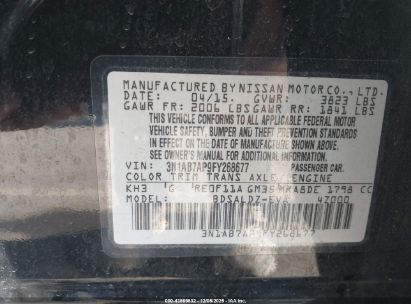 MANUFACTURED BY NISSAN MOTOR CO., LTD.
DATE: 04/15. GVWR: 3823 LBS
GAWR FR: 2006 LBS GAWR RR: 1841 LBS
THIS VEHICLE CONFORMS TO ALL APPLICABLE FEDERAL MOTOR
VEHICLE SAFETY, BUMPER AND THEFT PREVENTION STANDARDS
IN EFFECT ON THE DATE OF MANUFACTURE SHOWN ABOVE.
SEE OWNER'S MANUAL FOR ADDITIONAL INFORMATION.
VIN: 3N1AB7AP9FY268677 PASSENGER CAR.
COLOR TRIM TRANS AXLE ENGINE
KH3 G RE0F11A GM35 MRA8DE 1798 CC
MODEL: BDSALDZ-EVA 4Z000
3N1AB7AP9FY268677